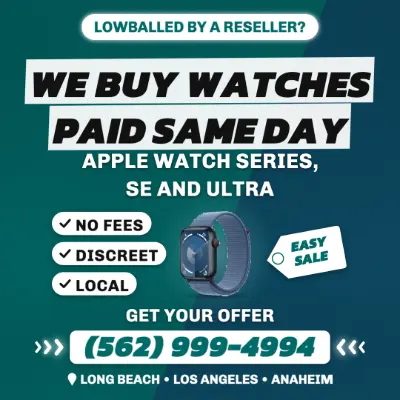 LOWBALLED BY A RESELLER?
WE BUY WATCHES
PAID SAME DAY
APPLE WATCH SERIES,
SE AND ULTRA
NO FEES
DISCREET
LOCAL
EASY
SALE
GET YOUR OFFER
(562) 999-4994
LONG BEACH • LOS ANGELES • ANAHEIM